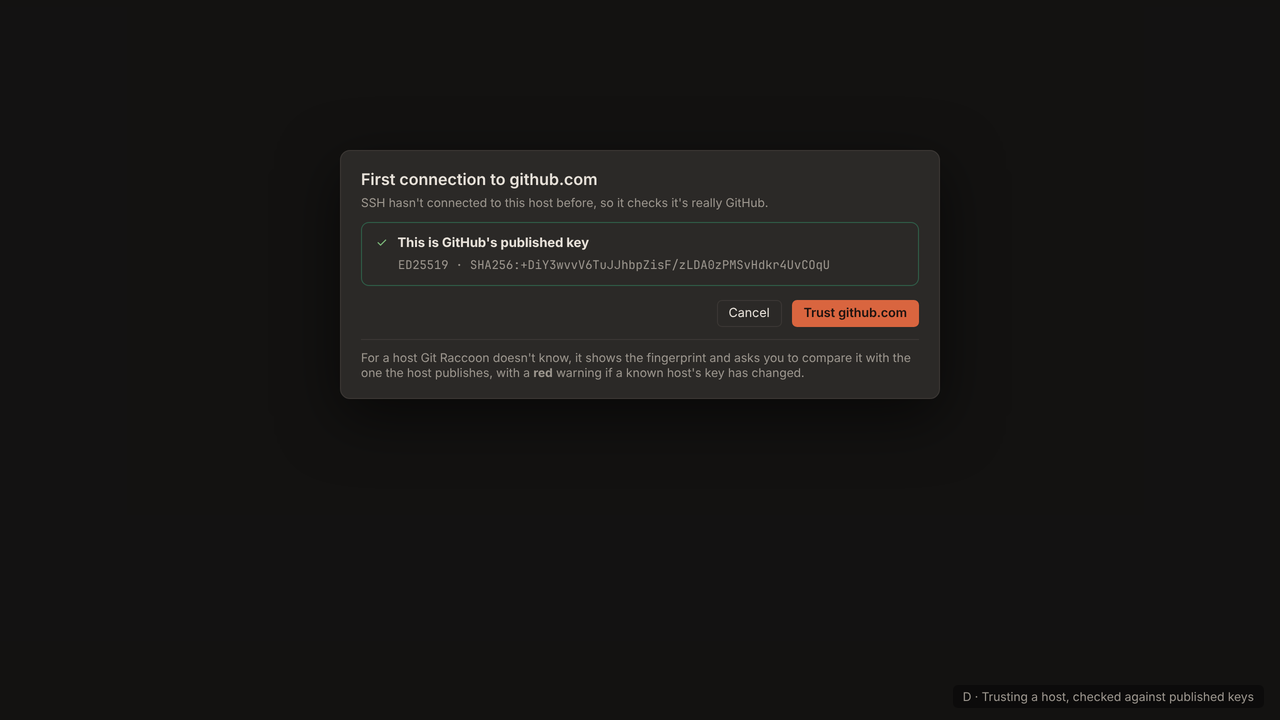 First connection to github.com
SSH hasn't connected to this host before, so it checks it's really GitHub.
This is GitHub's published key
ED25519 · SHA256:+DiY3wvvV6TuJJhbpZisF/zLDA0zPMSvHdkr4UvCOqU
Cancel
Trust github.com
For a host Git Raccoon doesn't know, it shows the fingerprint and asks you to compare it with the
one the host publishes, with a red warning if a known host's key has changed.
D · Trusting a host, checked against published keys